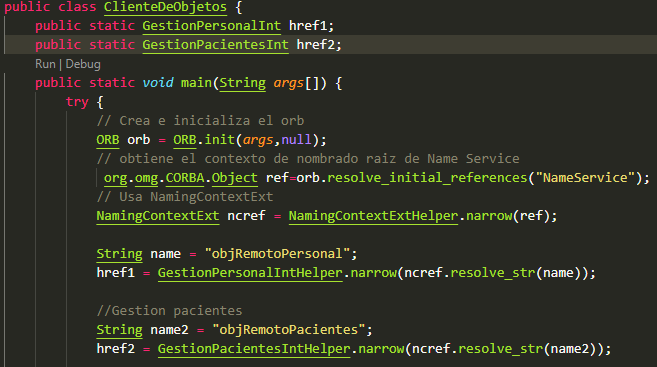 public class ClienteDeObjetos {
public static GestionPersonalInt href1;
public static GestionPacientesInt href2;
Run | Debug
public static void main(String args[]) {
try {
// Crea e inicializa el orb
ORB orb = ORB.init(args,null);
// obtiene el contexto de nombrado raiz de Name Service
org.omg.CORBA.Object ref=orb.resolve_initial_references("NameService");
// Usa NamingContextExt
NamingContextExt ncref = NamingContextExtHelper.narrow(ref);
String name = "objRemotoPersonal";
href1 = GestionPersonalIntHelper.narrow(ncref.resolve_str(name));
//Gestion pacientes
String name2 = "objRemotoPacientes";
href2 = GestionPacientesIntHelper.narrow(ncref.resolve_str(name2));